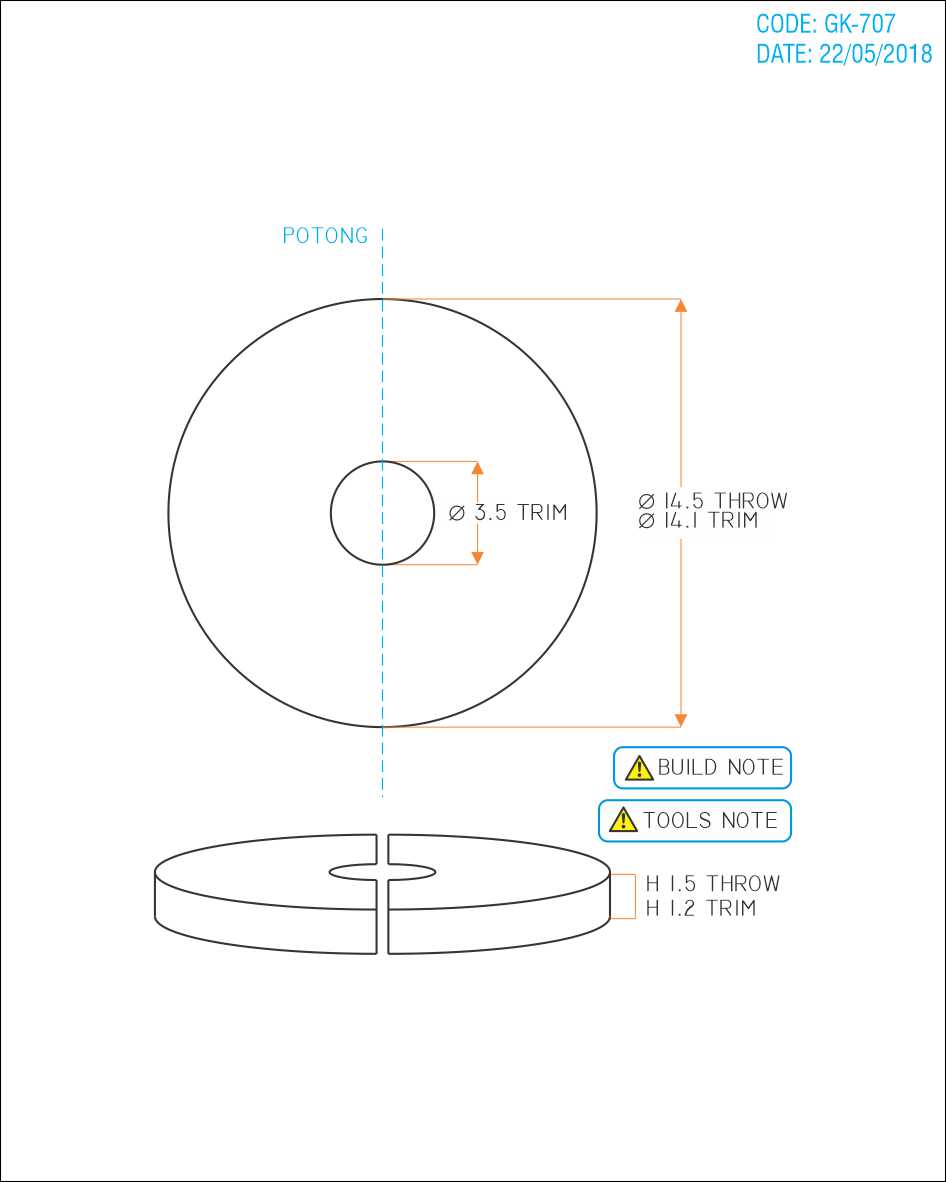 CODE: GK-707
DATE: 22/05/2018
POTONG
Ø 14.5 THROW
Ø 3.5 TRIM
Ø 14.1 TRIM
BUILD NOTE
TOOLS NOTE
H 1.5 THROW
H 1.2 TRIM